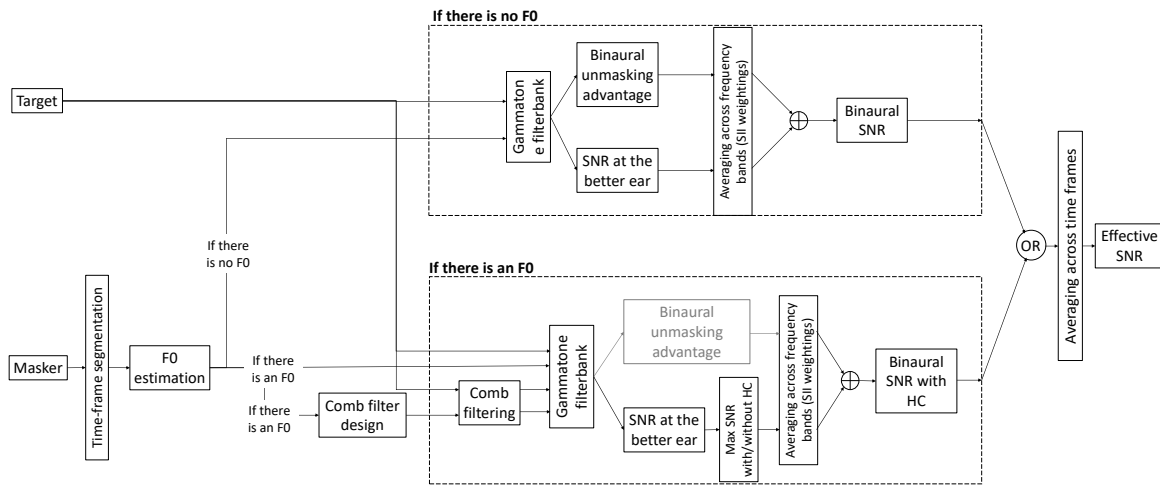 If there is no F0
Target
Gammaton
e filterbank
Binaural
unmasking
advantage
SNR at the
better ear
Averaging across frequency
bands (SII weightings)
Binaural
SNR
If there
is no F0
OR
Averaging across time frames
Effective
SNR
If there is an F0
Masker
Time-frame segmentation
F0
estimation
If there
is an F0
If there
is an F0
Comb filter
design
Comb
filtering
Gammatone
filterbank
Binaural
unmasking
advantage
SNR at the
better ear
Max SNR
with/without HC
Averaging across frequency
bands (SII weightings)
Binaural
SNR with
HC